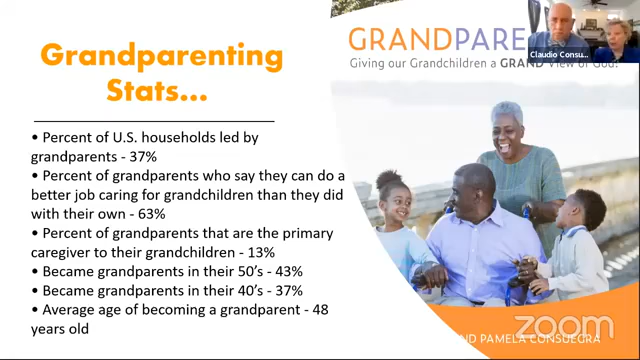 Grandparenting
Stats...
• Percent of U.S. households led by
grandparents - 37%
• Percent of grandparents who say they can do a
better job caring for grandchildren than they did
with their own - 63%
• Percent of grandparents that are the primary
caregiver to their grandchildren - 13%
• Became grandparents in their 50's - 43%
• Became grandparents in their 40's - 37%
• Average age of becoming a grandparent - 48
years old
GRANDPARE
Giving our Grandchildren a GRAND View of God!
Claudio Consu...
ND PAMELA CONSUEGRA
zoom